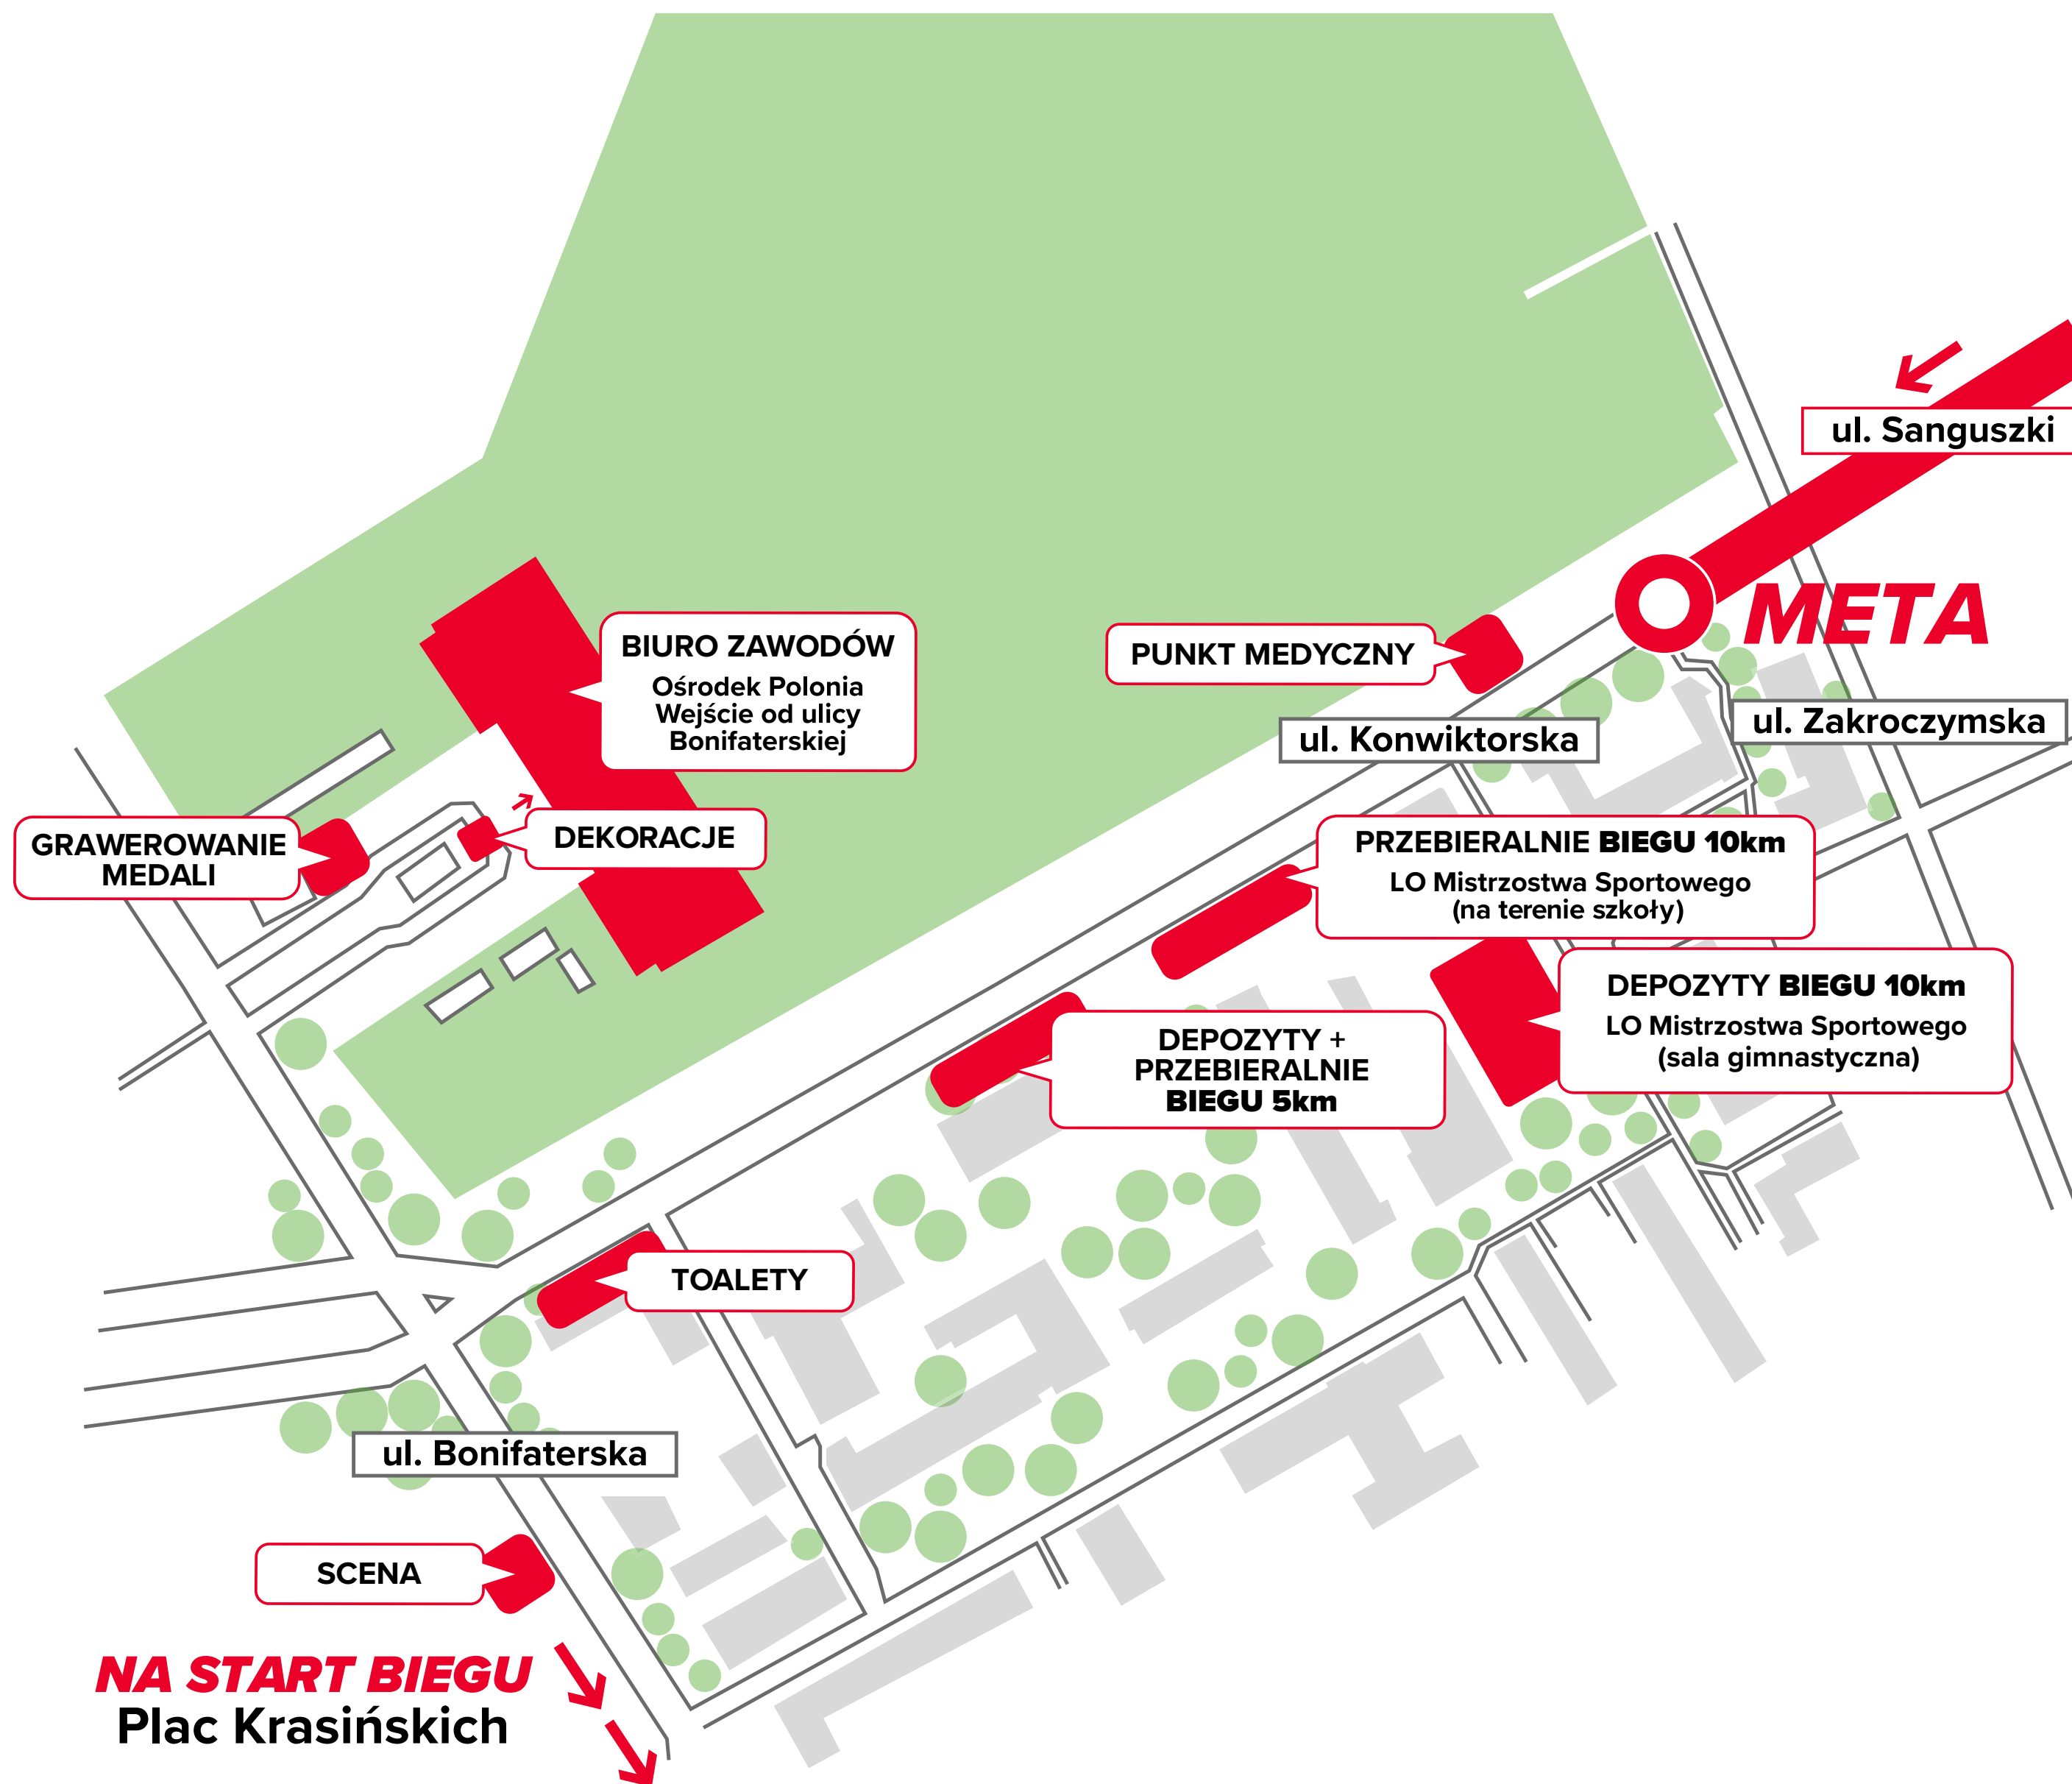 ul. Sanguszki
META
BIURO ZAWODÓW
Ośrodek Polonia
Wejście od ulicy
Bonifaterskiej
PUNKT MEDYCZNY
ul. Konwiktorska
ul. Zakroczymska
GRAWEROWANIE
MEDALI
DEKORACJE
PRZEBIERALNIE BIEGU 10km
LO Mistrzostwa Sportowego
(na terenie szkoły)
DEPOZYTY BIEGU 10km
LO Mistrzostwa Sportowego
(sala gimnastyczna)
DEPOZYTY +
PRZEBIERALNIE
BIEGU 5km
TOALETY
ul. Bonifaterska
SCENA
NA START BIEGU
Plac Krasińskich